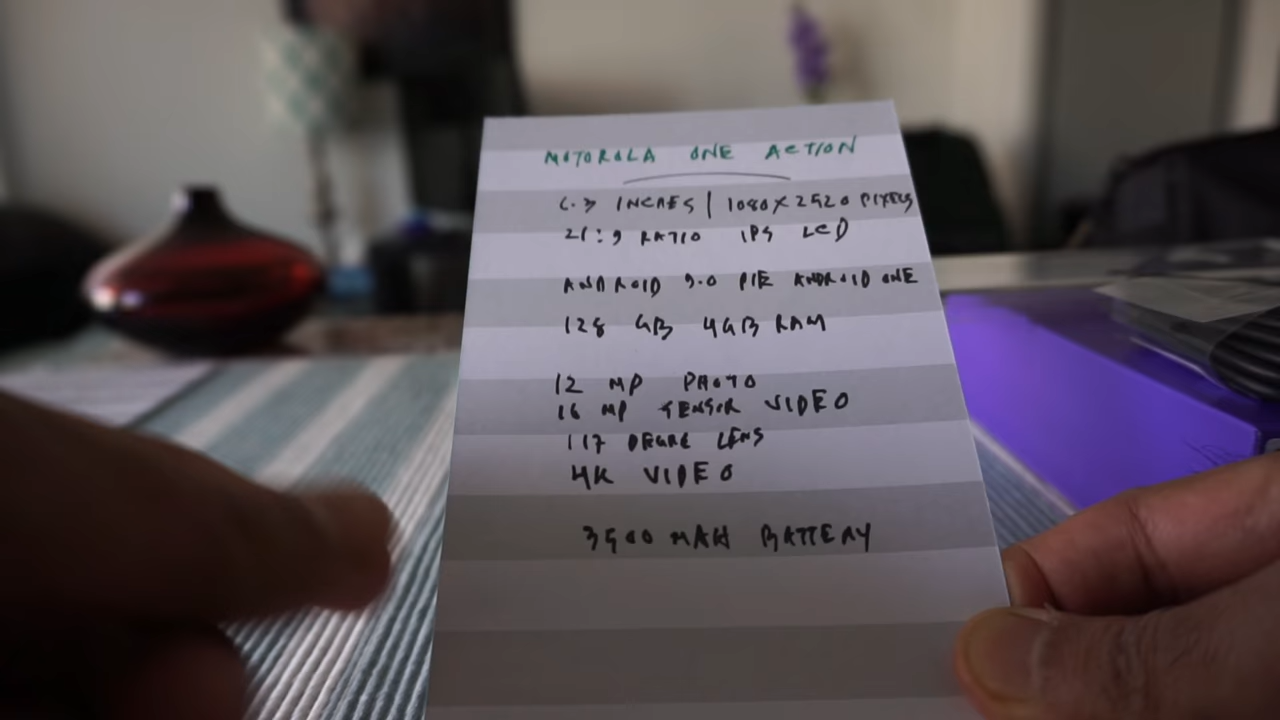 MOTOROLA ONE ACTION
6.3 INCHES | 1080X2520 PIXELS
21:9 RATIO IPS LCD
ANDROID 9.0 PIE ANDROID ONE
128 GB 4GB RAM
12 MP PHOTO
16 MP SENSOR VIDEO
117 DEGRE LENS
4K VIDEO
3500 MAH BATTERY